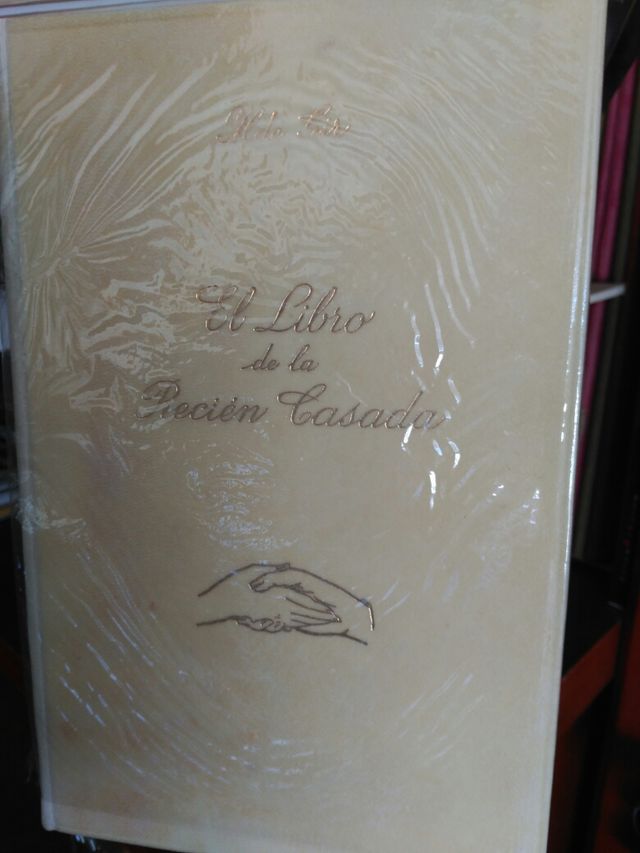 El Libro
de la
Recién Casada